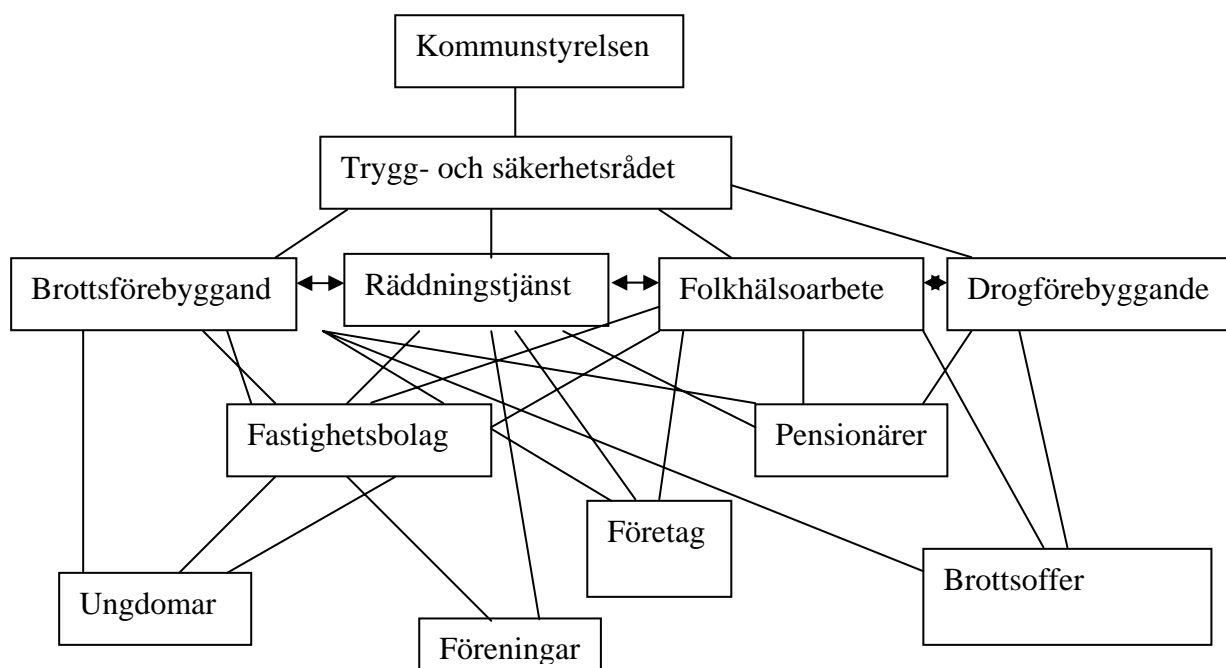 Kommunstyrelsen
Trygg- och säkerhetsrådet
Brottsförebyggand
Räddningstjänst
Folkhälsoarbete
Drogförebyggande
Fastighetsbolag
Pensionärer
Företag
Brottsoffer
Ungdomar
Föreningar